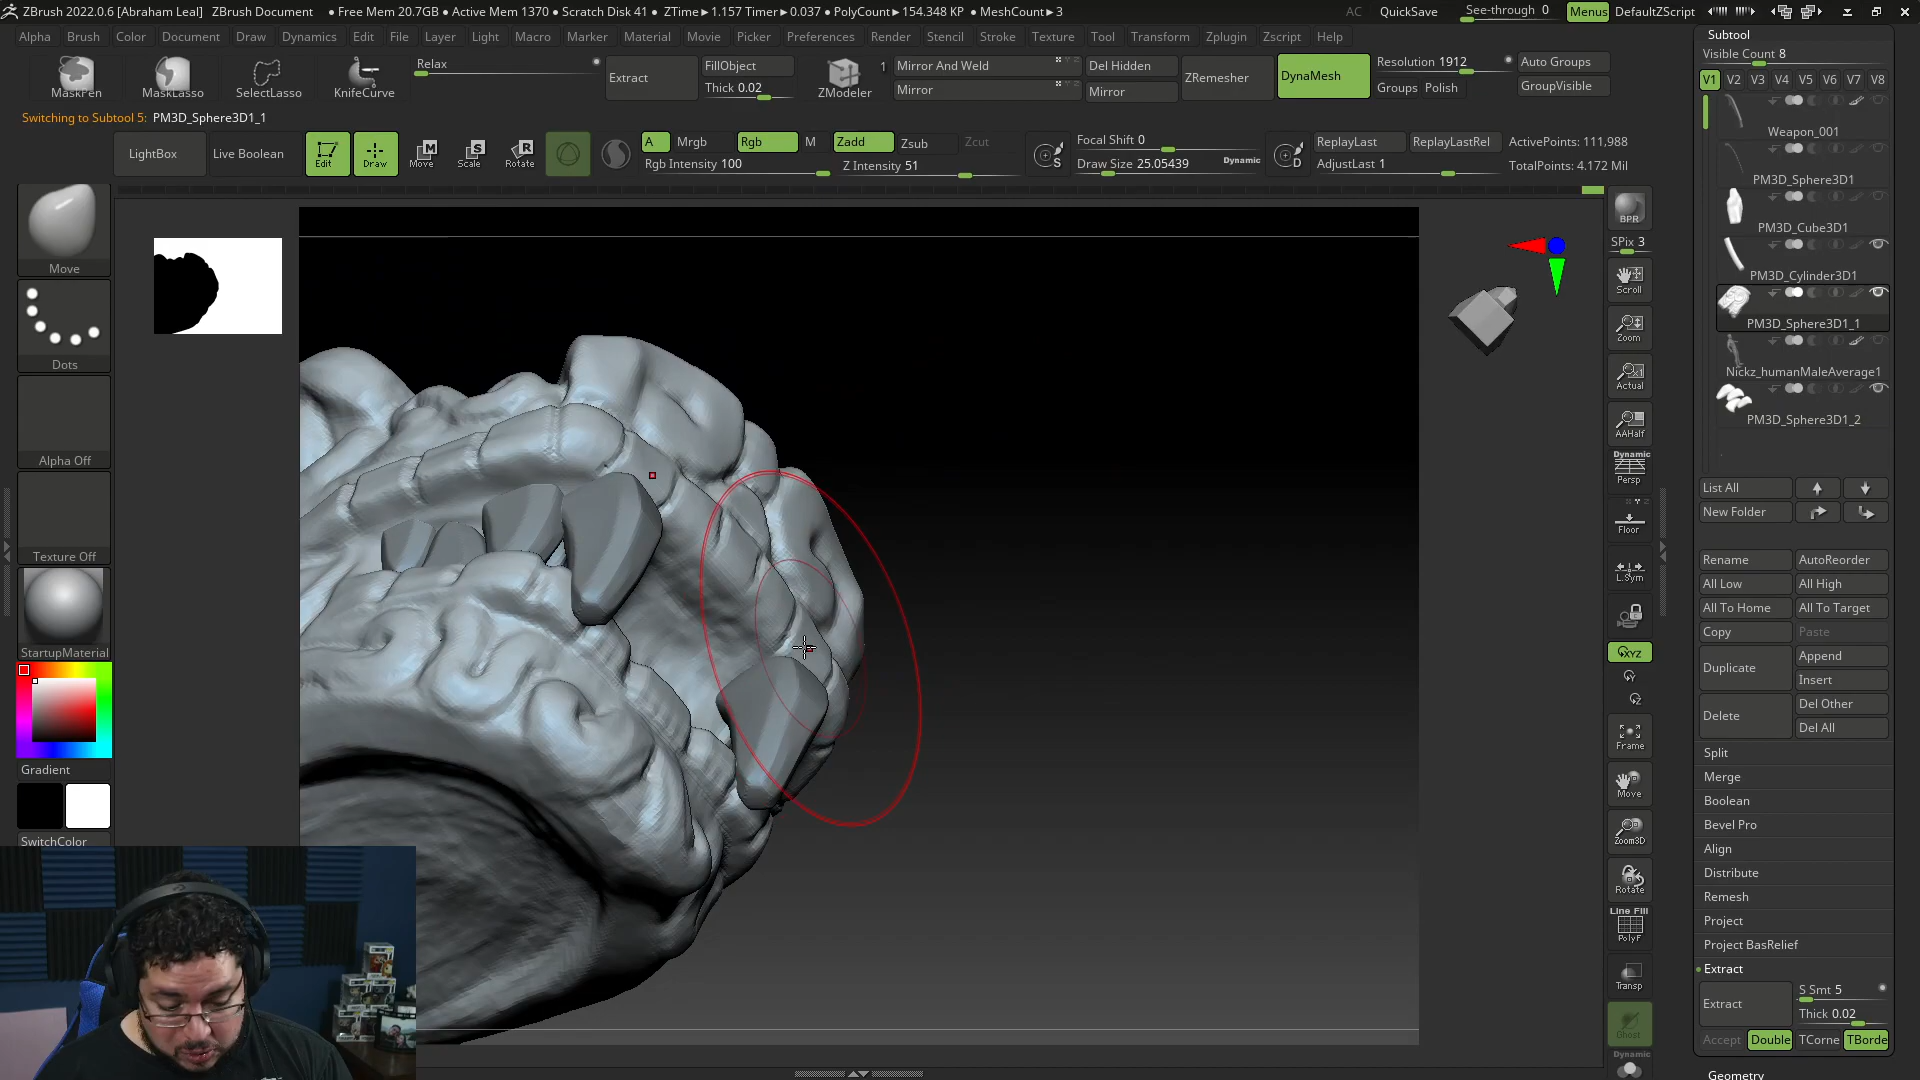 ZBrush 2022.0.6 [Abraham Leal]   ZBrush Document   • Free Mem 20.7GB • Active Mem 1370 • Scratch Disk 41 • ZTime►1.157 Timer►0.037 • PolyCount►154.348 KP • MeshCount►3   AC   QuickSave   See-through 0   Menus   DefaultZScript
Alpha Brush Color Document Draw Dynamics Edit File Layer Light Macro Marker Material Movie Picker Preferences Render Stencil Stroke Texture Tool Transform Zplugin Zscript Help
MaskPen MaskLasso SelectLasso KnifeCurve
Relax
Extract
FillObject
Thick 0.02
ZModeler
1
Mirror And Weld
Mirror
Del Hidden
Mirror
ZRemesher
DynaMesh
Resolution 1912
Groups Polish
Auto Groups
GroupVisible
Switching to Subtool 5: PM3D_Sphere3D1_1
LightBox
Live Boolean
Edit
Draw
Move
Scale
Rotate
A Mrgb Rgb M Zadd Zsub Zcut
Rgb Intensity 100
Z Intensity 51
S
Focal Shift 0
Draw Size 25.05439 Dynamic
D
ReplayLast ReplayLastRel
AdjustLast 1
ActivePoints: 111,988
TotalPoints: 4.172 Mil
Move
Dots
Alpha Off
Texture Off
StartupMaterial
Gradient
SwitchColor
BPR
SPix 3
Scroll
Zoom
Actual
AAHalf
Dynamic
Persp
Floor
L.Sym
XYZ
Frame
Move
Zoom3D
Rotate
Line Fill
PolyF
Transp
Ghost
Dynamic
Subtool
Visible Count 8
V1 V2 V3 V4 V5 V6 V7 V8
Weapon_001
PM3D_Sphere3D1
PM3D_Cube3D1
PM3D_Cylinder3D1
PM3D_Sphere3D1_1
Nickz_humanMaleAverage1
PM3D_Sphere3D1_2
List All
New Folder
Rename AutoReorder
All Low All High
All To Home All To Target
Copy Paste
Duplicate Append
Insert
Delete Del Other
Del All
Split
Merge
Boolean
Bevel Pro
Align
Distribute
Remesh
Project
Project BasRelief
Extract
Extract
S Smt 5
Thick 0.02
Accept Double TCorne TBorde
Geometry